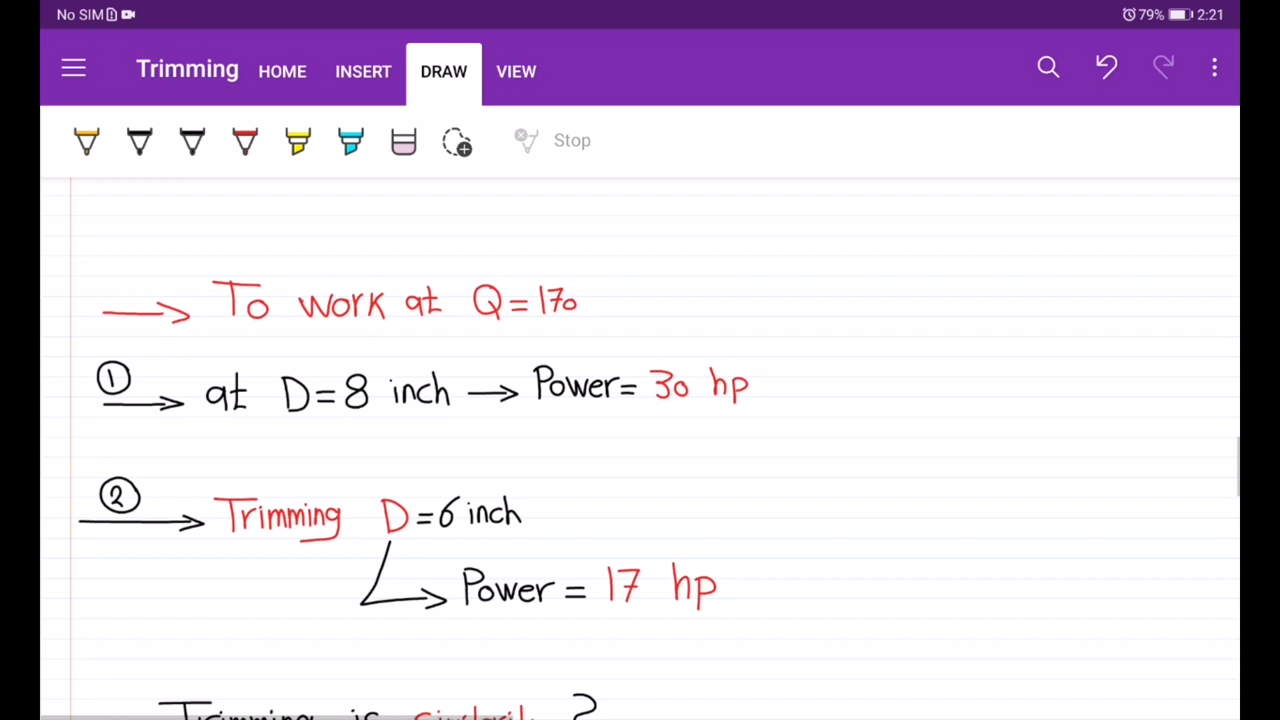 No SIM 79% 2:21
Trimming HOME INSERT DRAW VIEW
Stop
To work at Q=170
1 at D=8 inch → Power= 30 hp
2 Trimming D=6 inch
Power = 17 hp
Trimming is ?